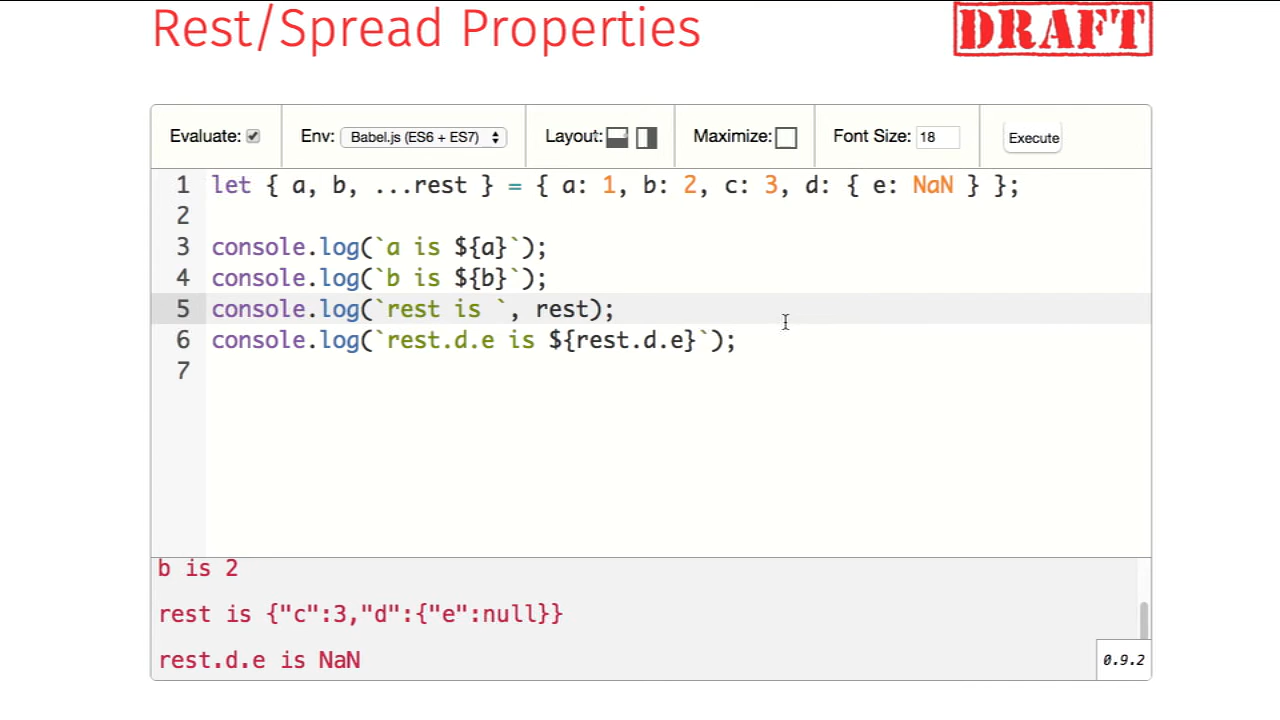 Rest/Spread Properties
DRAFT
Evaluate: Env: Babel.js (ES6 + ES7) Layout: Maximize: Font Size: 18 Execute
1 let { a, b, ...rest } = { a: 1, b: 2, c: 3, d: { e: NaN } };
2
3 console.log(`a is ${a}`);
4 console.log(`b is ${b}`);
5 console.log(`rest is `, rest);
6 console.log(`rest.d.e is ${rest.d.e}`);
7
b is 2
rest is {"c":3,"d":{"e":null}}
rest.d.e is NaN
0.9.2